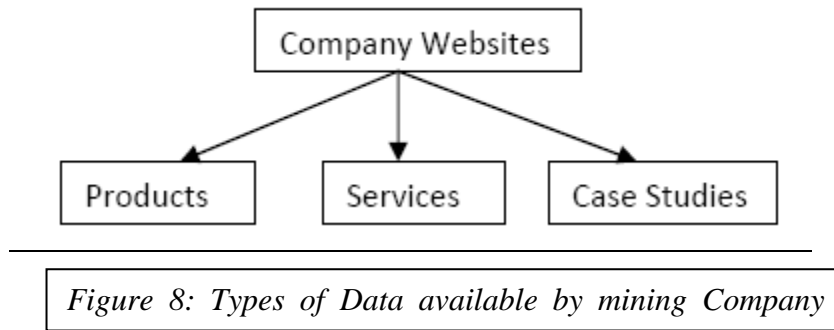 Company Websites
Products Services Case Studies
Figure 8: Types of Data available by mining Company